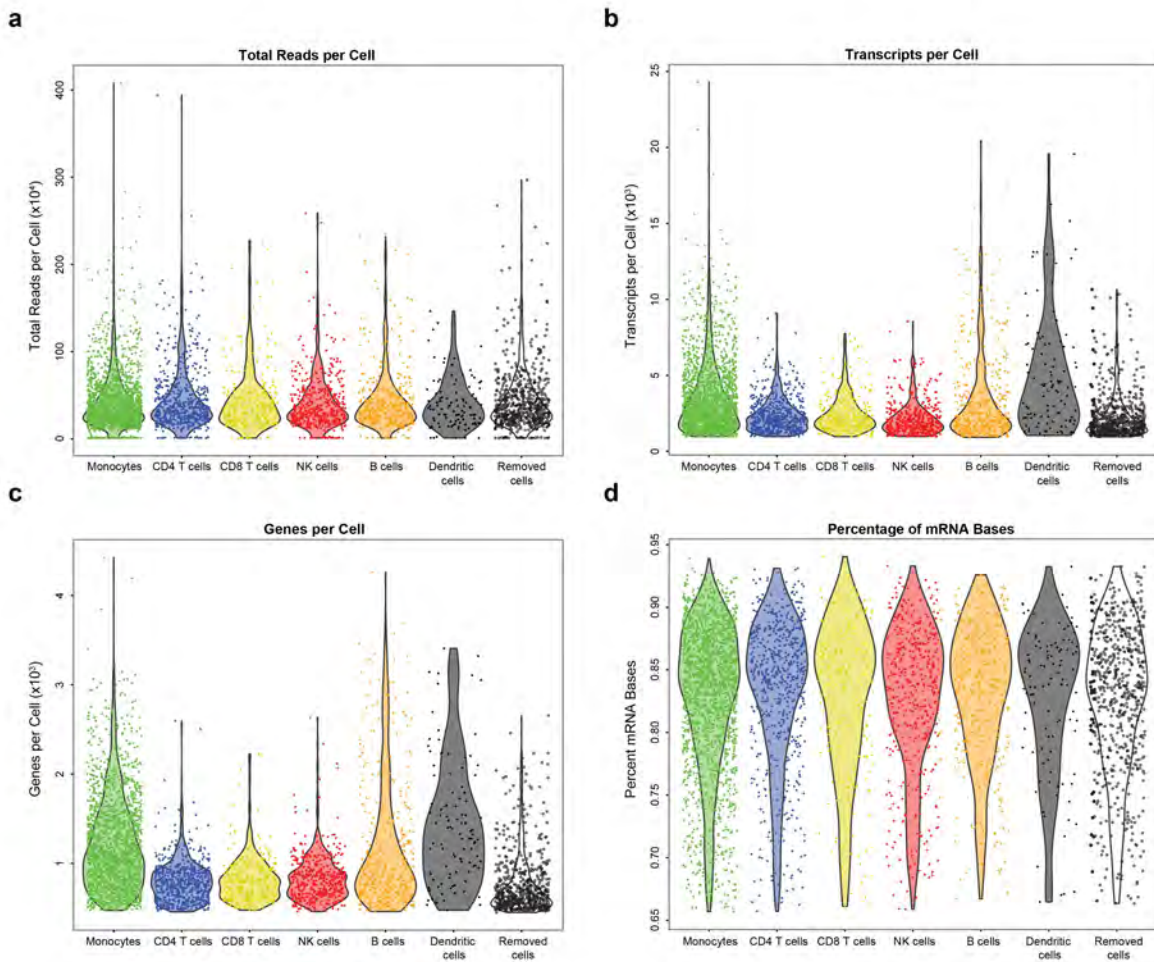 a
Total Reads per Cell
Total Reads per Cell (x10⁴)
400
300
200
100
0
Monocytes CD4 T cells CD8 T cells NK cells B cells Dendritic cells Removed cells
b
Transcripts per Cell
Transcripts per Cell (x10³)
25
20
15
10
5
0
Monocytes CD4 T cells CD8 T cells NK cells B cells Dendritic cells Removed cells
c
Genes per Cell
Genes per Cell (x10³)
4
3
2
1
Monocytes CD4 T cells CD8 T cells NK cells B cells Dendritic cells Removed cells
d
Percentage of mRNA Bases
Percent mRNA Bases
0.95
0.90
0.85
0.80
0.75
0.70
0.65
Monocytes CD4 T cells CD8 T cells NK cells B cells Dendritic cells Removed cells